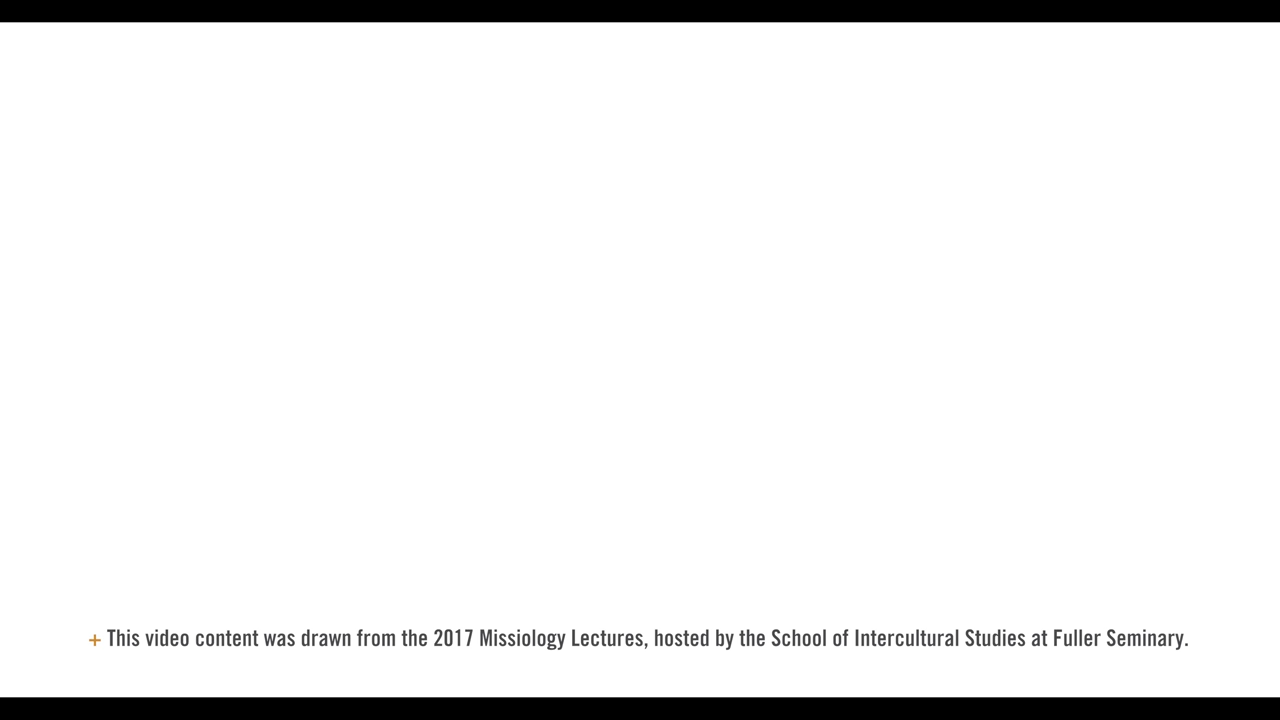 + This video content was drawn from the 2017 Missiology Lectures, hosted by the School of Intercultural Studies at Fuller Seminary.